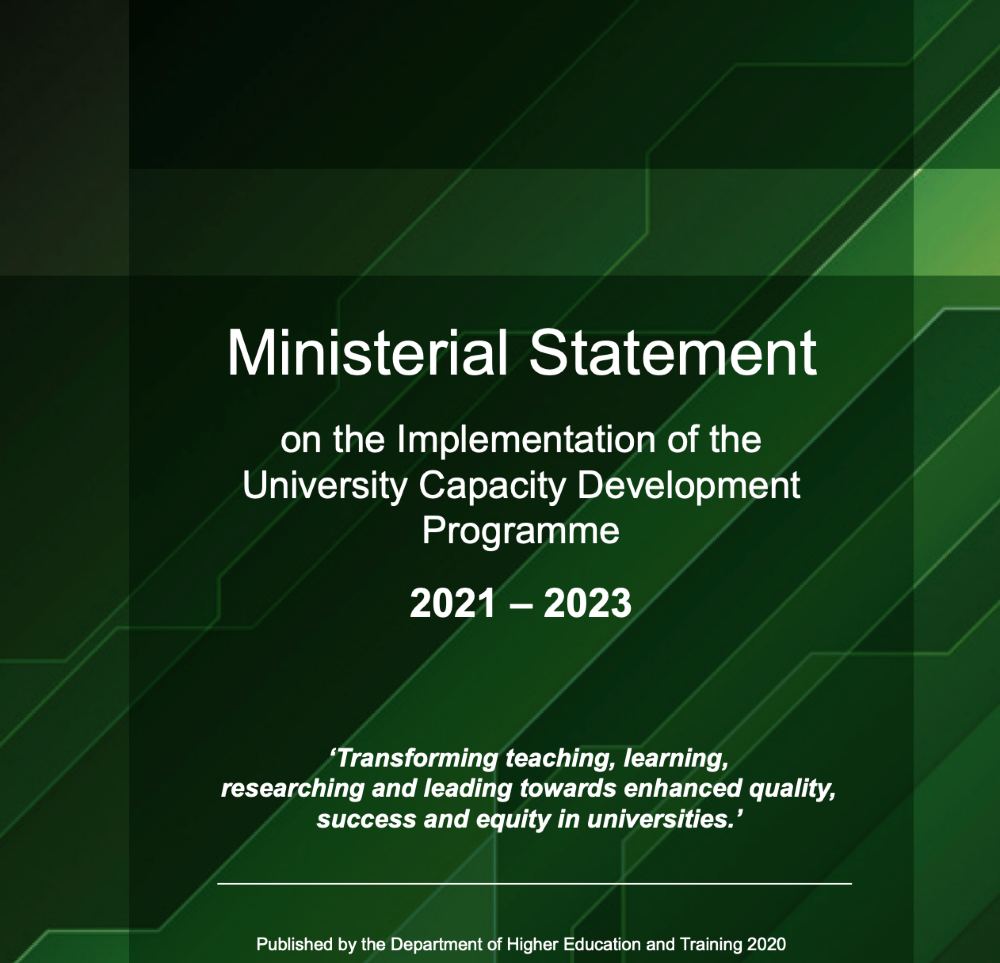 Ministerial Statement
on the Implementation of the
University Capacity Development
Programme
2021 – 2023
‘Transforming teaching, learning,
researching and leading towards enhanced quality,
success and equity in universities.’
Published by the Department of Higher Education and Training 2020